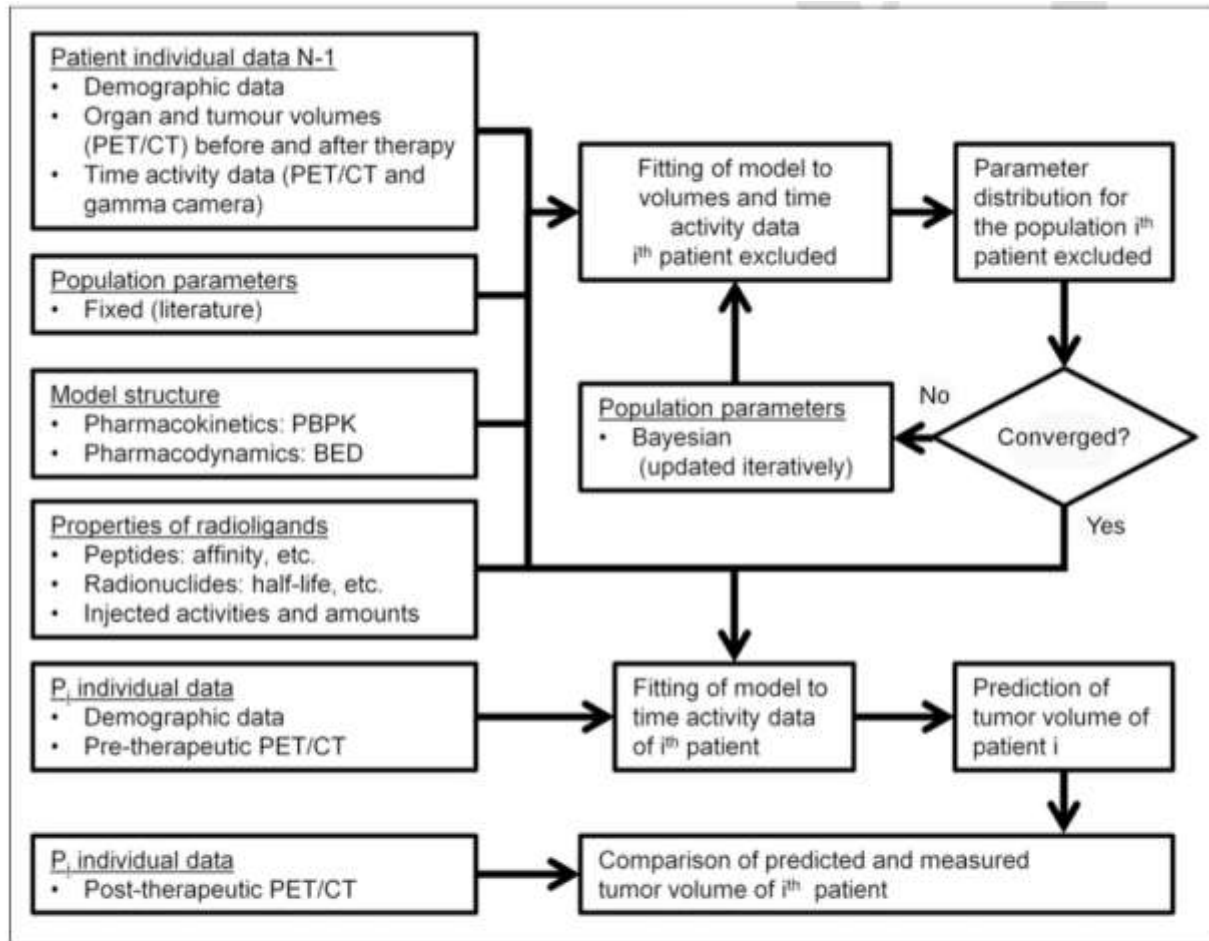 Patient individual data N-1
• Demographic data
• Organ and tumour volumes
(PET/CT) before and after therapy
• Time activity data (PET/CT and
gamma camera)
Fitting of model to
volumes and time
activity data
ith patient excluded
Parameter
distribution for
the population ith
patient excluded
Population parameters
• Fixed (literature)
Model structure
• Pharmacokinetics: PBPK
• Pharmacodynamics: BED
Population parameters
• Bayesian
(updated iteratively)
No
Converged?
Yes
Properties of radioligands
• Peptides: affinity, etc.
• Radionuclides: half-life, etc.
• Injected activities and amounts
Pi individual data
• Demographic data
• Pre-therapeutic PET/CT
Fitting of model to
time activity data
of ith patient
Prediction of
tumor volume of
patient i
Pi individual data
• Post-therapeutic PET/CT
Comparison of predicted and measured
tumor volume of ith patient